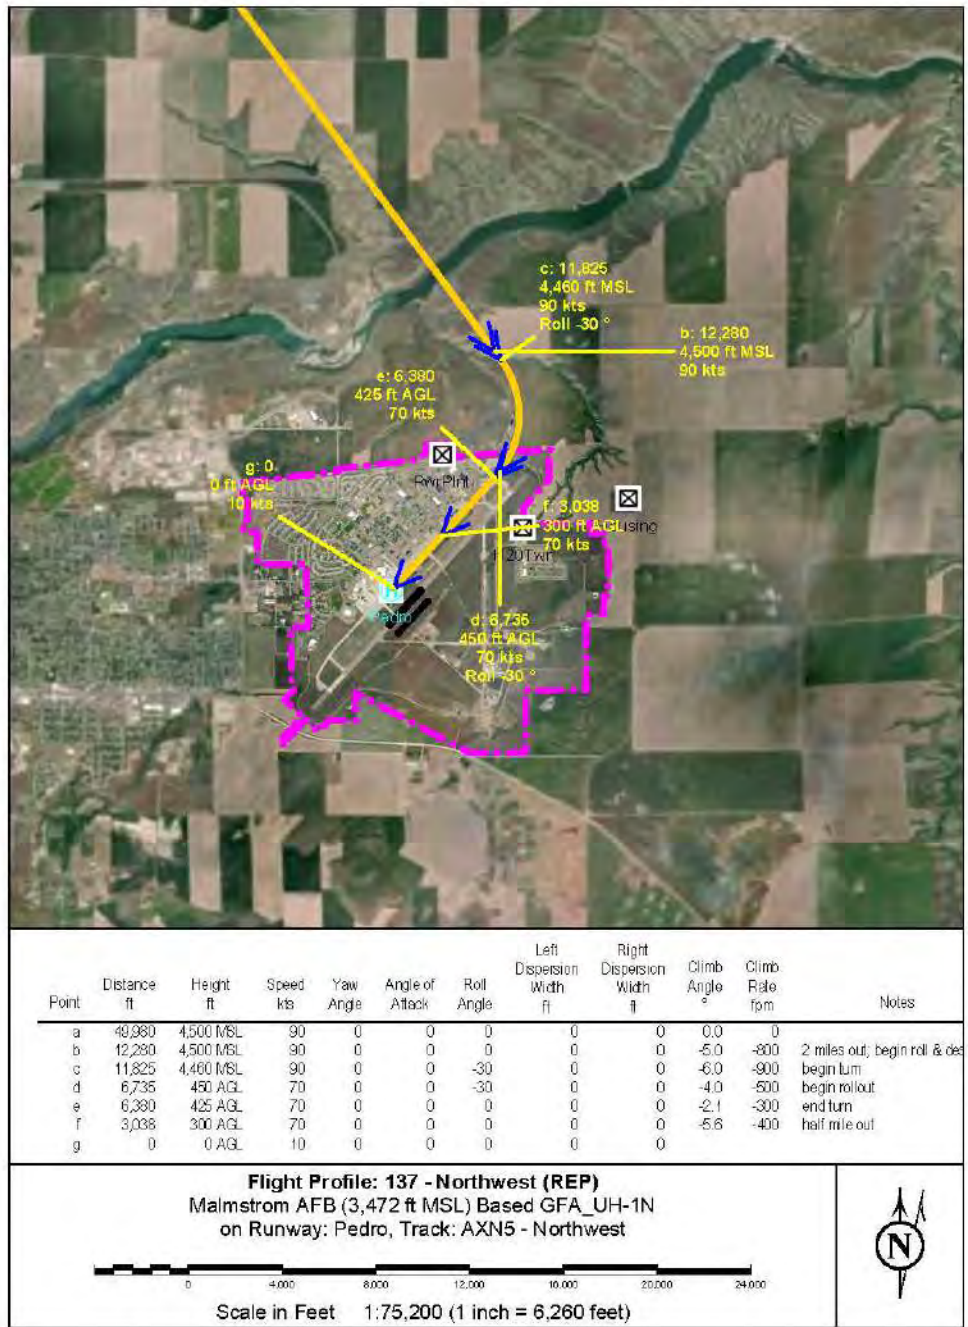 c: 11,825
4,460 ft MSL
90 kts
Roll -30 °
b: 12,280
4,500 ft MSL
90 kts
e: 6,380
425 ft AGL
70 kts
g: 0
0 ft AGL
10 kts
RwrPlnt
f: 3,038
300 ft AGL
70 kts
Pedro
d: 6,735
450 ft AGL
70 kts
Roll -30 °
Point Distance ft Height ft Speed kts Yaw Angle Angle of Attack Roll Angle Left Dispersion Width ft Right Dispersion Width ft Climb Angle ° Climb Rate fpm Notes
a 49,980 4,500 MSL 90 0 0 0 0 0 0.0 0
b 12,280 4,500 MSL 90 0 0 0 0 0 -5.0 -800 2 miles out; begin roll & des
c 11,825 4,460 MSL 90 0 0 -30 0 0 -6.0 -900 begin turn
d 6,735 450 AGL 70 0 0 -30 0 0 -4.0 -500 begin rollout
e 6,380 425 AGL 70 0 0 0 0 0 -2.1 -300 end turn
f 3,038 300 AGL 70 0 0 0 0 0 -5.6 -400 half mile out
g 0 0 AGL 10 0 0 0 0 0
Flight Profile: 137 - Northwest (REP)
Malmstrom AFB (3,472 ft MSL) Based GFA_UH-1N
on Runway: Pedro, Track: AXN5 - Northwest
0 4,000 8,000 12,000 16,000 20,000 24,000
Scale in Feet 1:75,200 (1 inch = 6,260 feet)
N